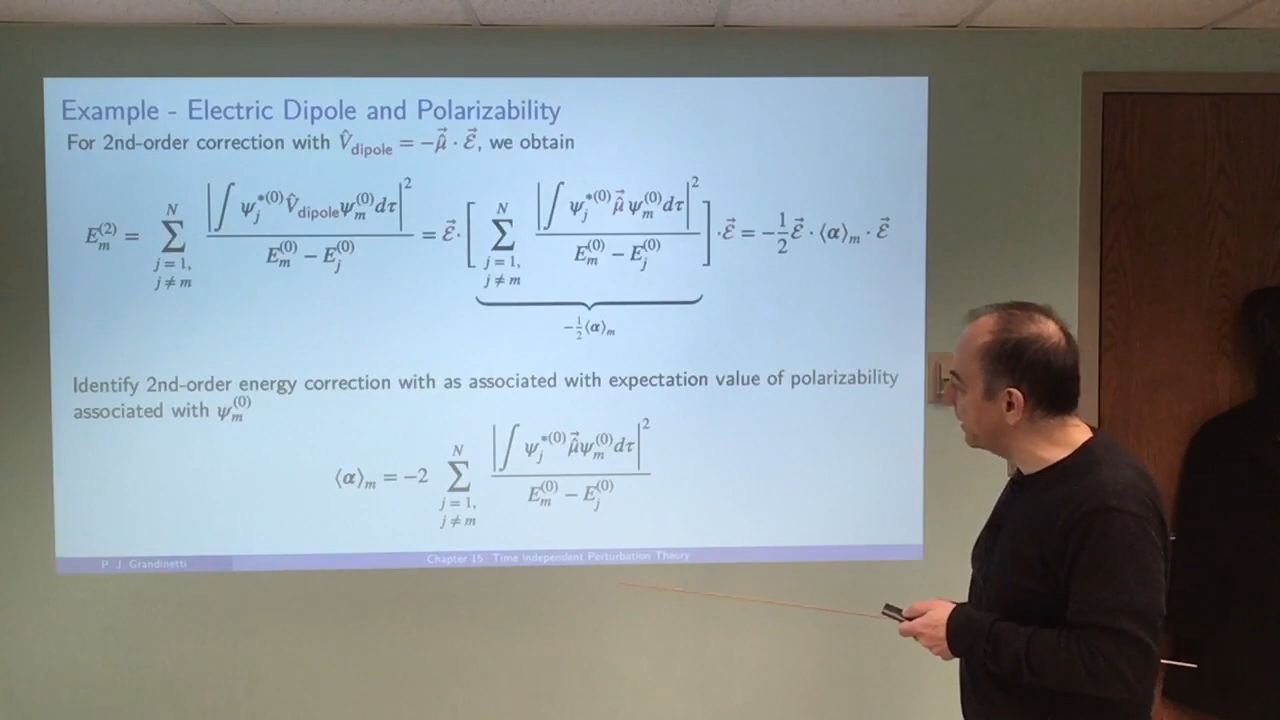 Example - Electric Dipole and Polarizability
For 2nd-order correction with V̂_dipole = −μ⃗̂ · ℰ⃗, we obtain
E_m^(2) = ∑_{j=1, j≠m}^N |∫ ψ_j^{*(0)} V̂_dipole ψ_m^(0) dτ|² / (E_m^(0) − E_j^(0)) = ℰ⃗ · [ ∑_{j=1, j≠m}^N |∫ ψ_j^{*(0)} μ⃗̂ ψ_m^(0) dτ|² / (E_m^(0) − E_j^(0)) ] · ℰ⃗ = −½ ℰ⃗ · ⟨α⟩_m · ℰ⃗
−½⟨α⟩_m
Identify 2nd-order energy correction with as associated with expectation value of polarizability
associated with ψ_m^(0)
⟨α⟩_m = −2 ∑_{j=1, j≠m}^N |∫ ψ_j^{*(0)} μ⃗̂ ψ_m^(0) dτ|² / (E_m^(0) − E_j^(0))
P. J. Grandinetti Chapter 15: Time Independent Perturbation Theory